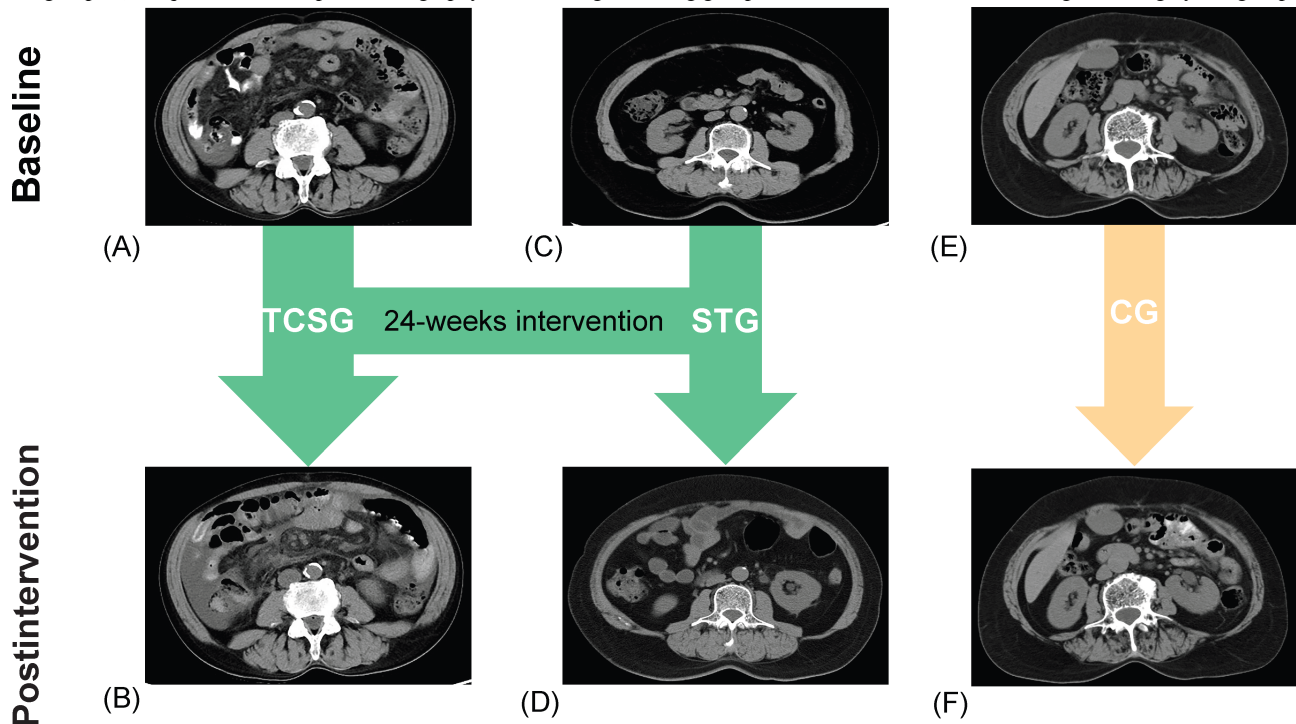 Baseline
(A)
(C)
(E)
TCSG
24-weeks intervention
STG
CG
Postintervention
(B)
(D)
(F)